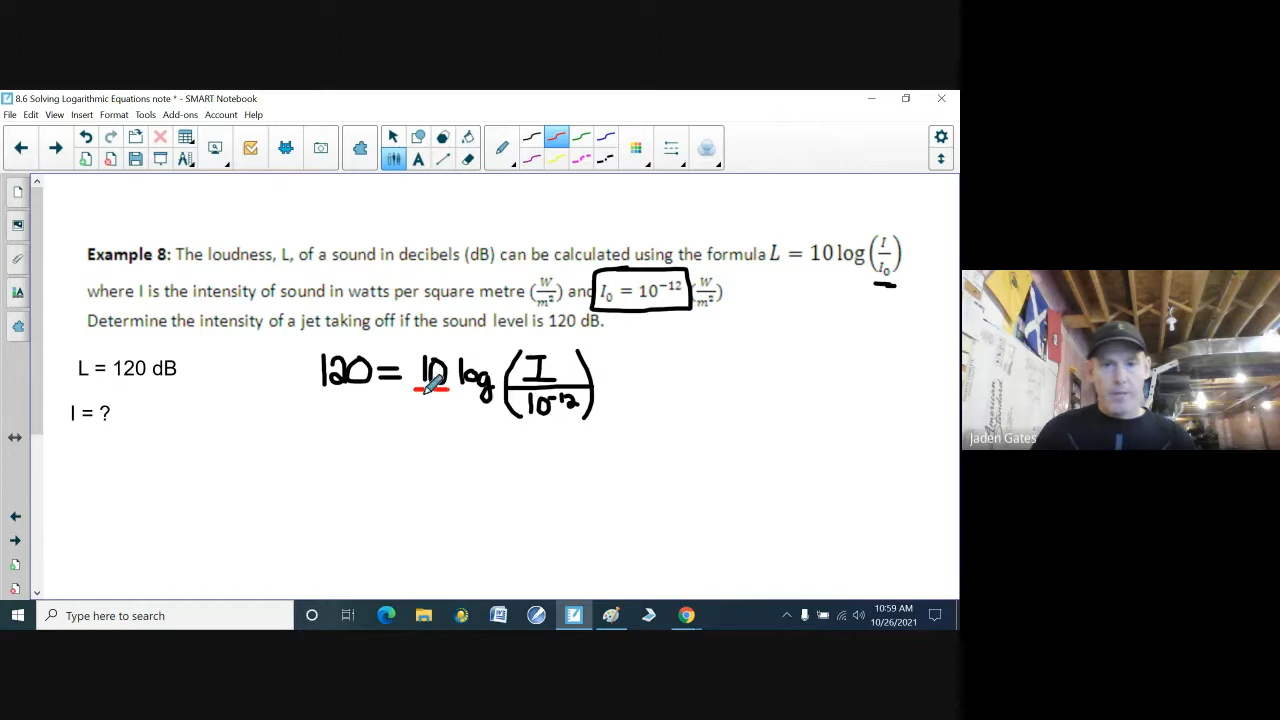 8.6 Solving Logarithmic Equations note * - SMART Notebook
File Edit View Insert Format Tools Add-ons Account Help
Example 8: The loudness, L, of a sound in decibels (dB) can be calculated using the formula L = 10 log (I/I₀)
where I is the intensity of sound in watts per square metre (W/m²) and I₀ = 10⁻¹² (W/m²)
Determine the intensity of a jet taking off if the sound level is 120 dB.
L = 120 dB
120 = 10 log (I/10⁻¹²)
I = ?
Jaden Gates
Type here to search
10:59 AM
10/26/2021